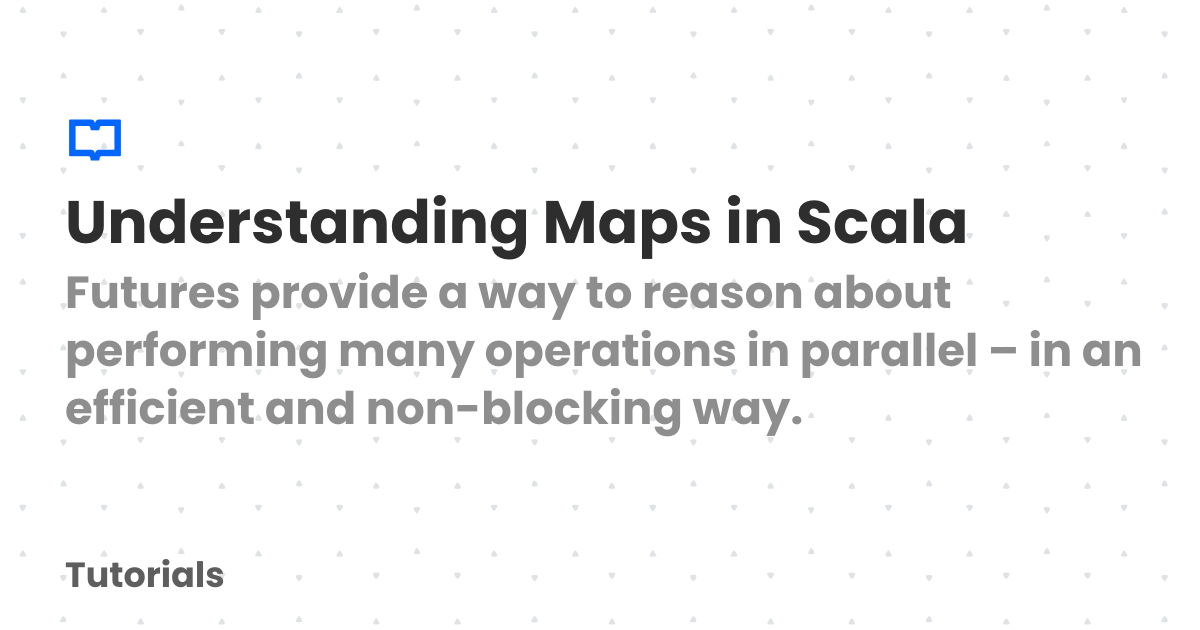 Understanding Maps in Scala
Futures provide a way to reason about
performing many operations in parallel – in an
efficient and non-blocking way.
Tutorials